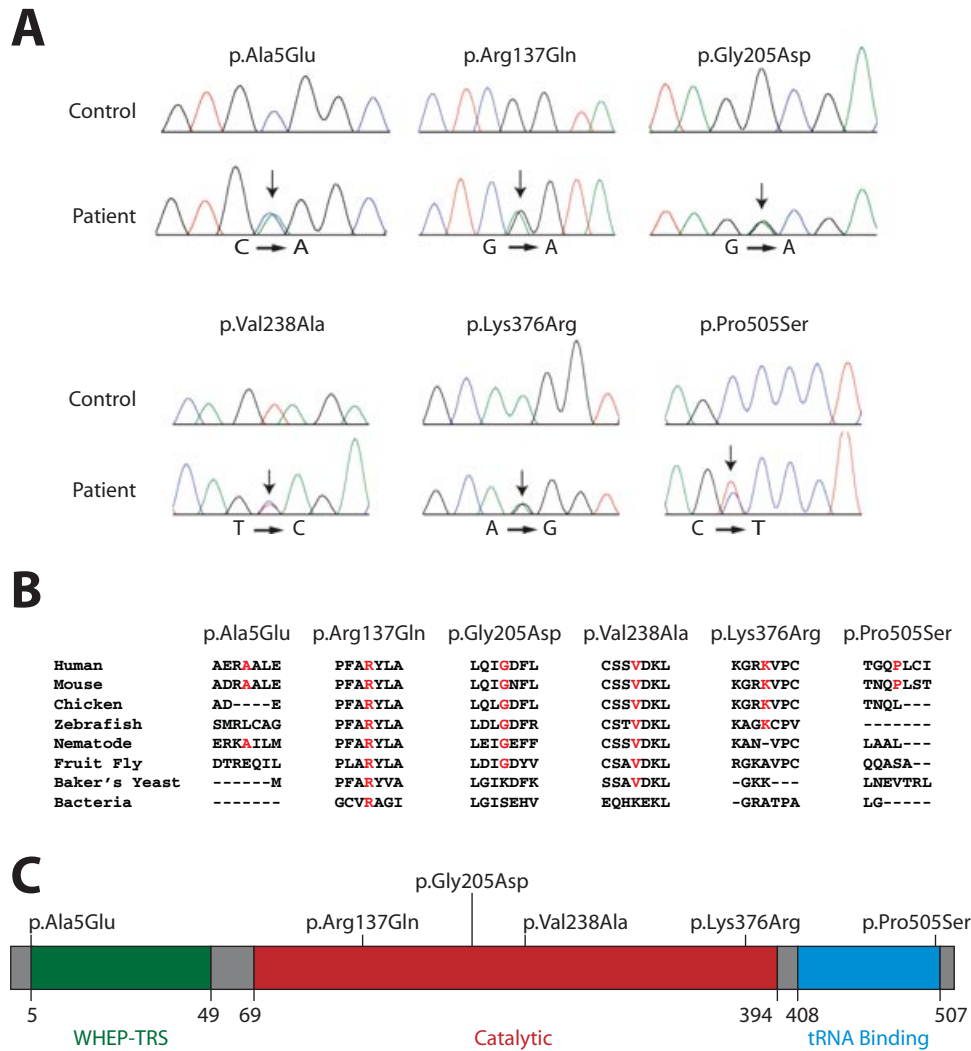 A
p.Ala5Glu p.Arg137Gln p.Gly205Asp
Control
Patient
C A G A G A
p.Val238Ala p.Lys376Arg p.Pro505Ser
Control
Patient
T C A G C T
B
p.Ala5Glu p.Arg137Gln p.Gly205Asp p.Val238Ala p.Lys376Arg p.Pro505Ser
Human AERAALE PFARYLA LQIGDFL CSSVDKL KGRKVPC TGQPLCI
Mouse ADRAALE PFARYLA LQIGNFL CSSVDKL KGRKVPC TNQPLST
Chicken AD----E PFARYLA LQLGDFL CSSVDKL KGRKVPC TNQL---
Zebrafish SMRLCAG PFARYLA LDLGDFR CSTVDKL KAGKCPV -------
Nematode ERKAILM PFARYLA LEIGEFF CSSVDKL KAN-VPC LAAL---
Fruit Fly DTREQIL PLARYLA LDIGDYV CSSVDKL RGKAVPC QQASA--
Baker's Yeast ------M PFARYVA LGIKDFK SSAVDKL -GKK--- LNEVTRL
Bacteria ------- GCVRAGI LGISEHV EQHKEKL -GRATPA LG-----
C
p.Gly205Asp
p.Ala5Glu p.Arg137Gln p.Val238Ala p.Lys376Arg p.Pro505Ser
5 49 69 394 408 507
WHEP-TRS Catalytic tRNA Binding